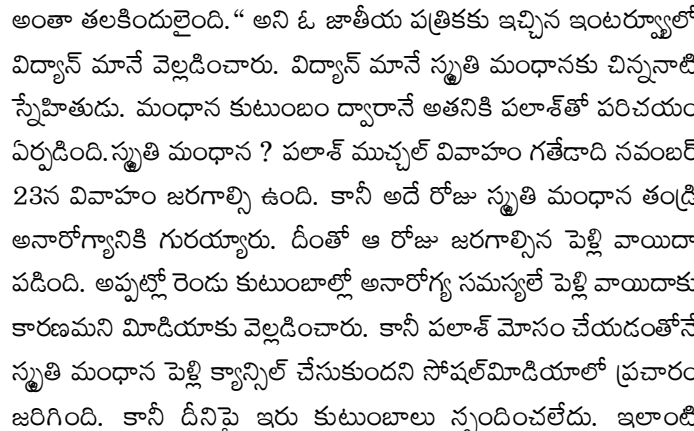 అంతా తలకిందులైంది.“ అని ఓ జాతీయ పత్రికకు ఇచ్చిన ఇంటర్వ్యూలో
విద్యాన్ మానే వెల్లడించారు. విద్యాన్ మానే స్మృతి మంధానకు చిన్ననాటి
స్నేహితుడు. మంధాన కుటుంబం ద్వారానే అతనికి పలాశ్‌తో పరిచయం
ఏర్పడింది.స్మృతి మంధాన ? పలాశ్ ముచ్చల్ వివాహం గతేడాది నవంబర్
23న వివాహం జరగాల్సి ఉంది. కానీ అదే రోజు స్మృతి మంధాన తండ్రి
అనారోగ్యానికి గురయ్యారు. దీంతో ఆ రోజు జరగాల్సిన పెళ్లి వాయిదా
పడింది. అప్పట్లో రెండు కుటుంబాల్లో అనారోగ్య సమస్యలే పెళ్లి వాయిదాకు
కారణమని మీడియాకు వెల్లడించారు. కానీ పలాశ్ మోసం చేయడంతోనే
స్మృతి మంధాన పెళ్లి క్యాన్సిల్ చేసుకుందని సోషల్‌మీడియాలో ప్రచారం
జరిగింది. కానీ దీనిపై ఇరు కుటుంబాలు స్పందించలేదు. ఇలాంటి